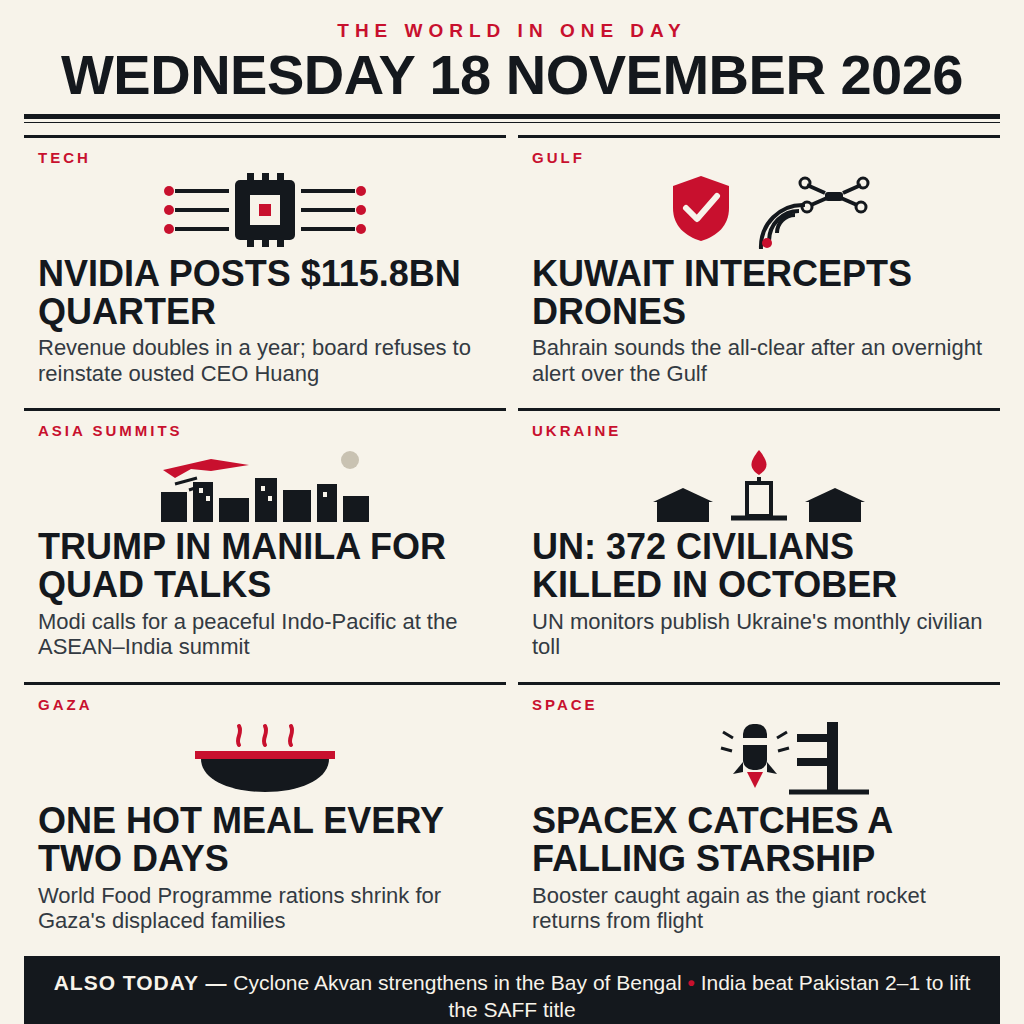 THE WORLD IN ONE DAY
WEDNESDAY 18 NOVEMBER 2026
TECH
NVIDIA POSTS $115.8BN
QUARTER
Revenue doubles in a year; board refuses to
reinstate ousted CEO Huang
GULF
KUWAIT INTERCEPTS
DRONES
Bahrain sounds the all-clear after an overnight
alert over the Gulf
ASIA SUMMITS
TRUMP IN MANILA FOR
QUAD TALKS
Modi calls for a peaceful Indo-Pacific at the
ASEAN–India summit
UKRAINE
UN: 372 CIVILIANS
KILLED IN OCTOBER
UN monitors publish Ukraine's monthly civilian
toll
GAZA
ONE HOT MEAL EVERY
TWO DAYS
World Food Programme rations shrink for
Gaza's displaced families
SPACE
SPACEX CATCHES A
FALLING STARSHIP
Booster caught again as the giant rocket
returns from flight
ALSO TODAY — Cyclone Akvan strengthens in the Bay of Bengal • India beat Pakistan 2–1 to lift
the SAFF title